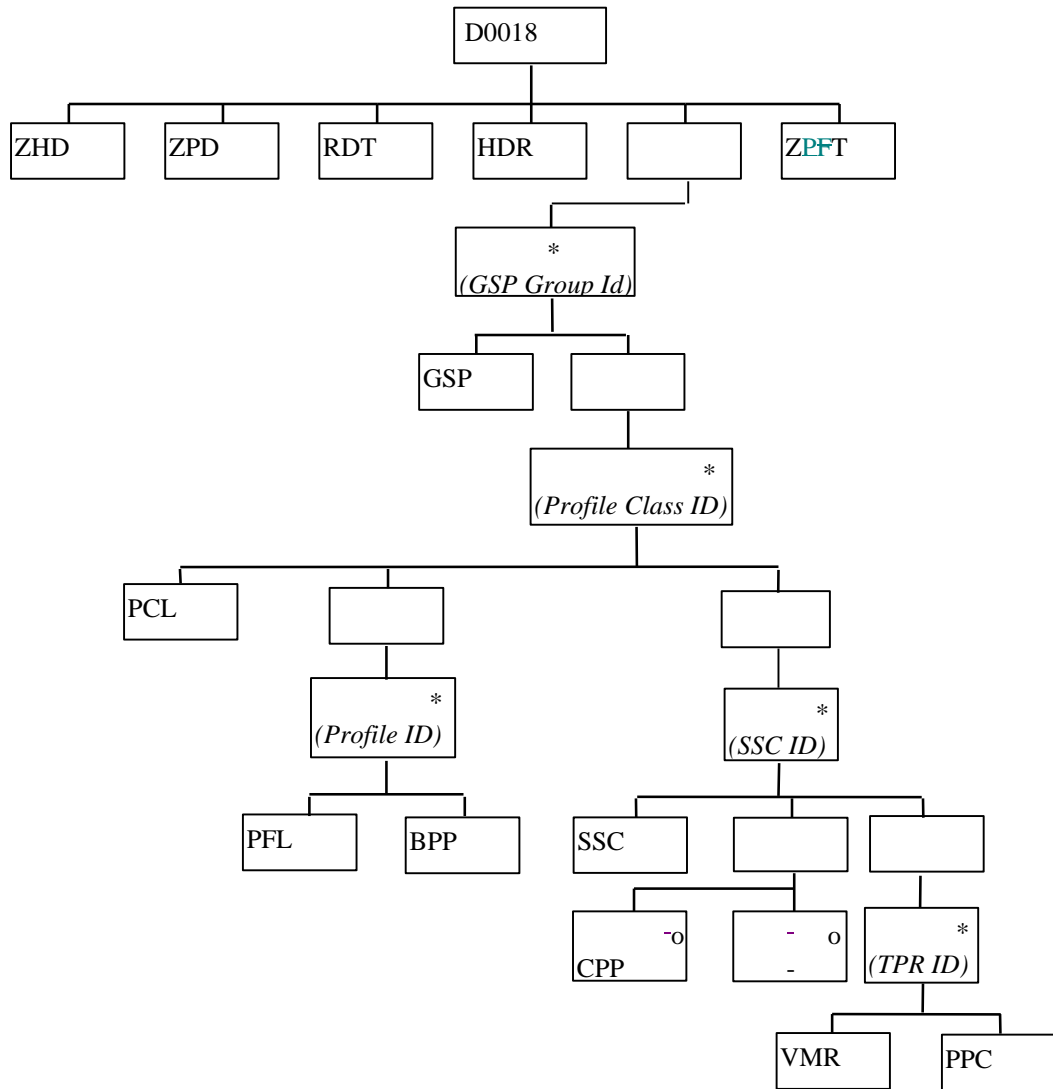 D0018
ZHD ZPD RDT HDR ZPFT
*
(GSP Group Id)
GSP
*
(Profile Class ID)
PCL
*
(Profile ID)
*
(SSC ID)
PFL BPP SSC
-o
CPP
- o
-
*
(TPR ID)
VMR PPC